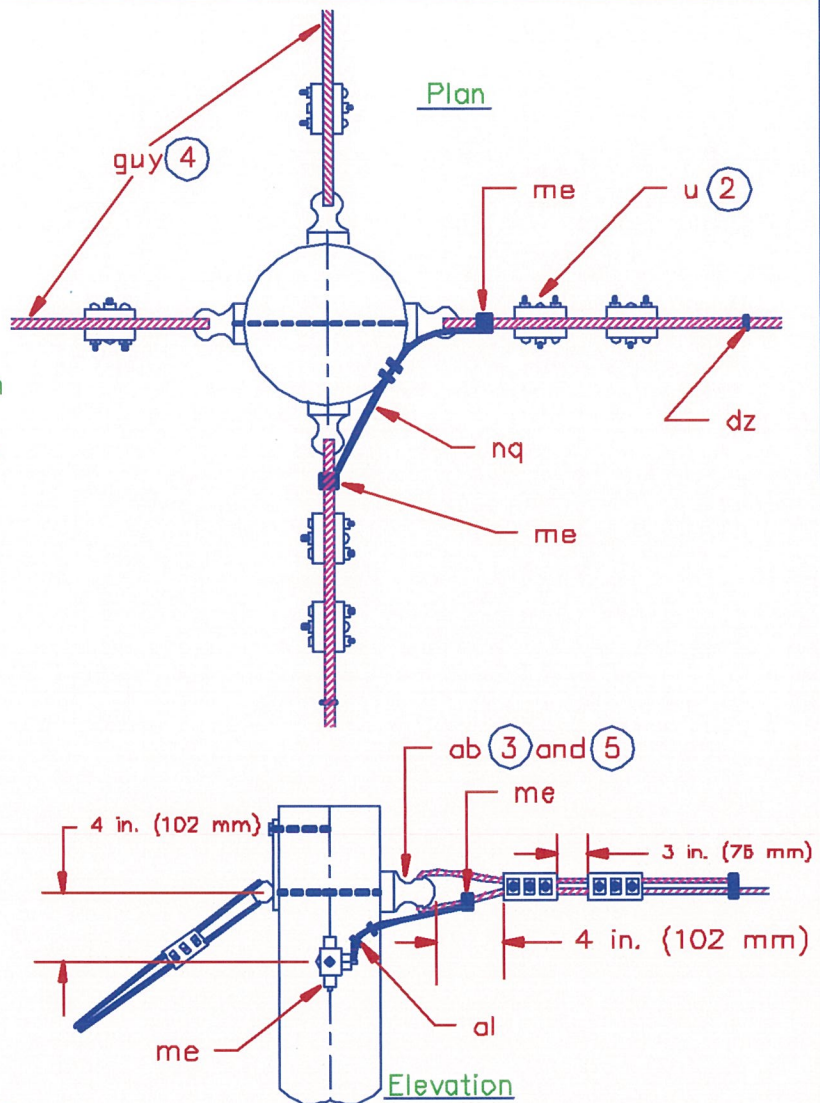 Plan
guy 4
me
u 2
dz
nq
me
ab 3 and 5
me
4 in. (102 mm)
3 in. (76 mm)
4 in. (102 mm)
al
me
Elevation